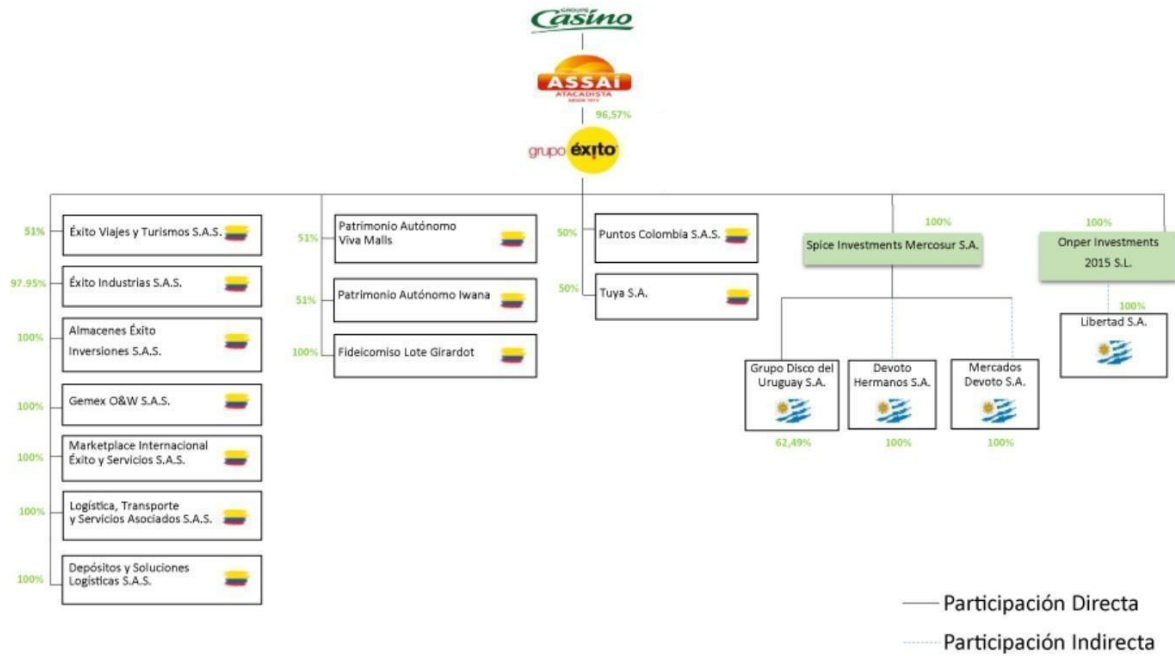 GROUPE
Casino
ASSAÍ
ATACADISTA
DESDE 1974
96,57%
grupo éxito
51%
Éxito Viajes y Turismos S.A.S.
97.95%
Éxito Industrias S.A.S.
100%
Almacenes Éxito
Inversiones S.A.S.
100%
Gemex O&W S.A.S.
100%
Marketplace Internacional
Éxito y Servicios S.A.S.
100%
Logística, Transporte
y Servicios Asociados S.A.S.
100%
Depósitos y Soluciones
Logísticas S.A.S.
51%
Patrimonio Autónomo
Viva Malls
51%
Patrimonio Autónomo Iwana
100%
Fideicomiso Lote Girardot
50%
Puntos Colombia S.A.S.
50%
Tuya S.A.
100%
Spice Investments Mercosur S.A.
Grupo Disco del
Uruguay S.A.
62,49%
Devoto
Hermanos S.A.
100%
Mercados
Devoto S.A.
100%
100%
Onper Investments
2015 S.L.
100%
Libertad S.A.
Participación Directa
Participación Indirecta